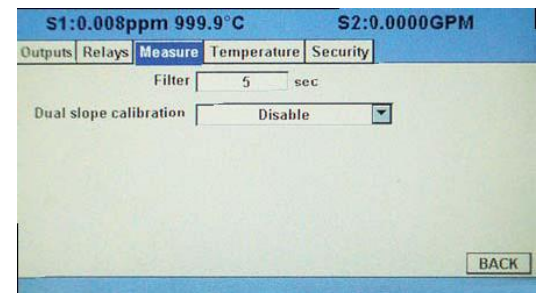 S1:0.008ppm 999.9°C S2:0.0000GPM
Outputs Relays Measure Temperature Security
Filter 5 sec
Dual slope calibration Disable
BACK